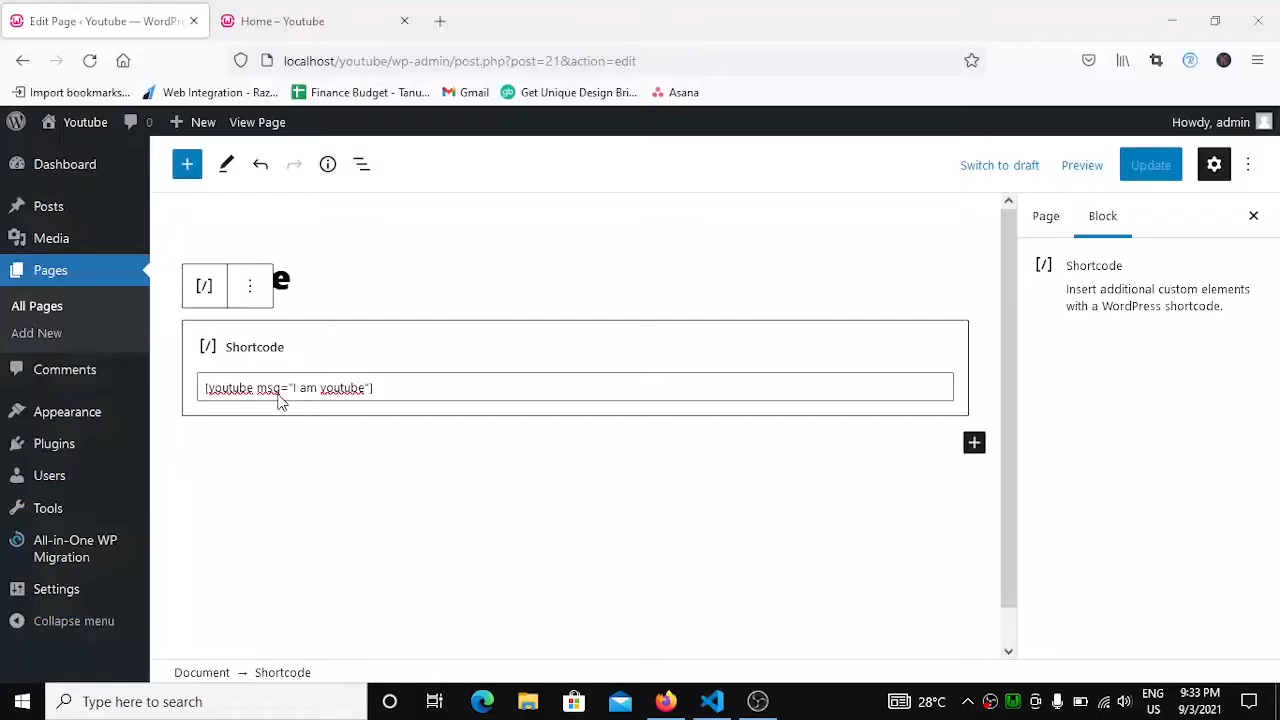 Edit Page ‹ Youtube — WordPre
Home – Youtube
localhost/youtube/wp-admin/post.php?post=21&action=edit
Import bookmarks...
Web Integration - Raz...
Finance Budget - Tanu...
Gmail
Get Unique Design Bri...
Asana
Youtube
0
New
View Page
Howdy, admin
Dashboard
Posts
Media
Pages
All Pages
Add New
Comments
Appearance
Plugins
Users
Tools
All-in-One WP
Migration
Settings
Collapse menu
Switch to draft
Preview
Update
e
[/] Shortcode
[youtube msg="I am youtube"]
Page
Block
[/] Shortcode
Insert additional custom elements
with a WordPress shortcode.
Document → Shortcode
Type here to search
28°C
ENG
US
9:33 PM
9/3/2021